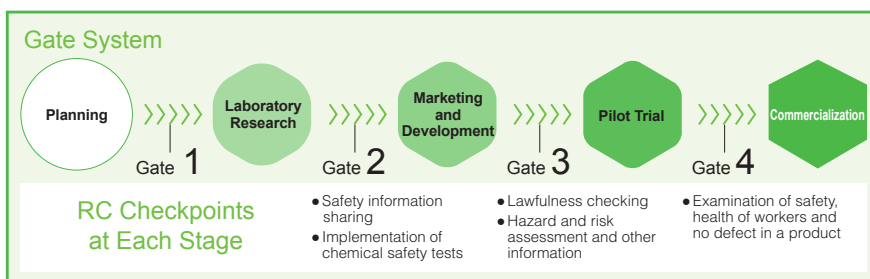 Gate System
Planning
Laboratory
Research
Marketing
and
Development
Pilot Trial
Commercialization
Gate 1
Gate 2
Gate 3
Gate 4
RC Checkpoints
at Each Stage
●Safety information
sharing
●Implementation of
chemical safety tests
●Lawfulness checking
●Hazard and risk
assessment and other
information
●Examination of safety,
health of workers and
no defect in a product